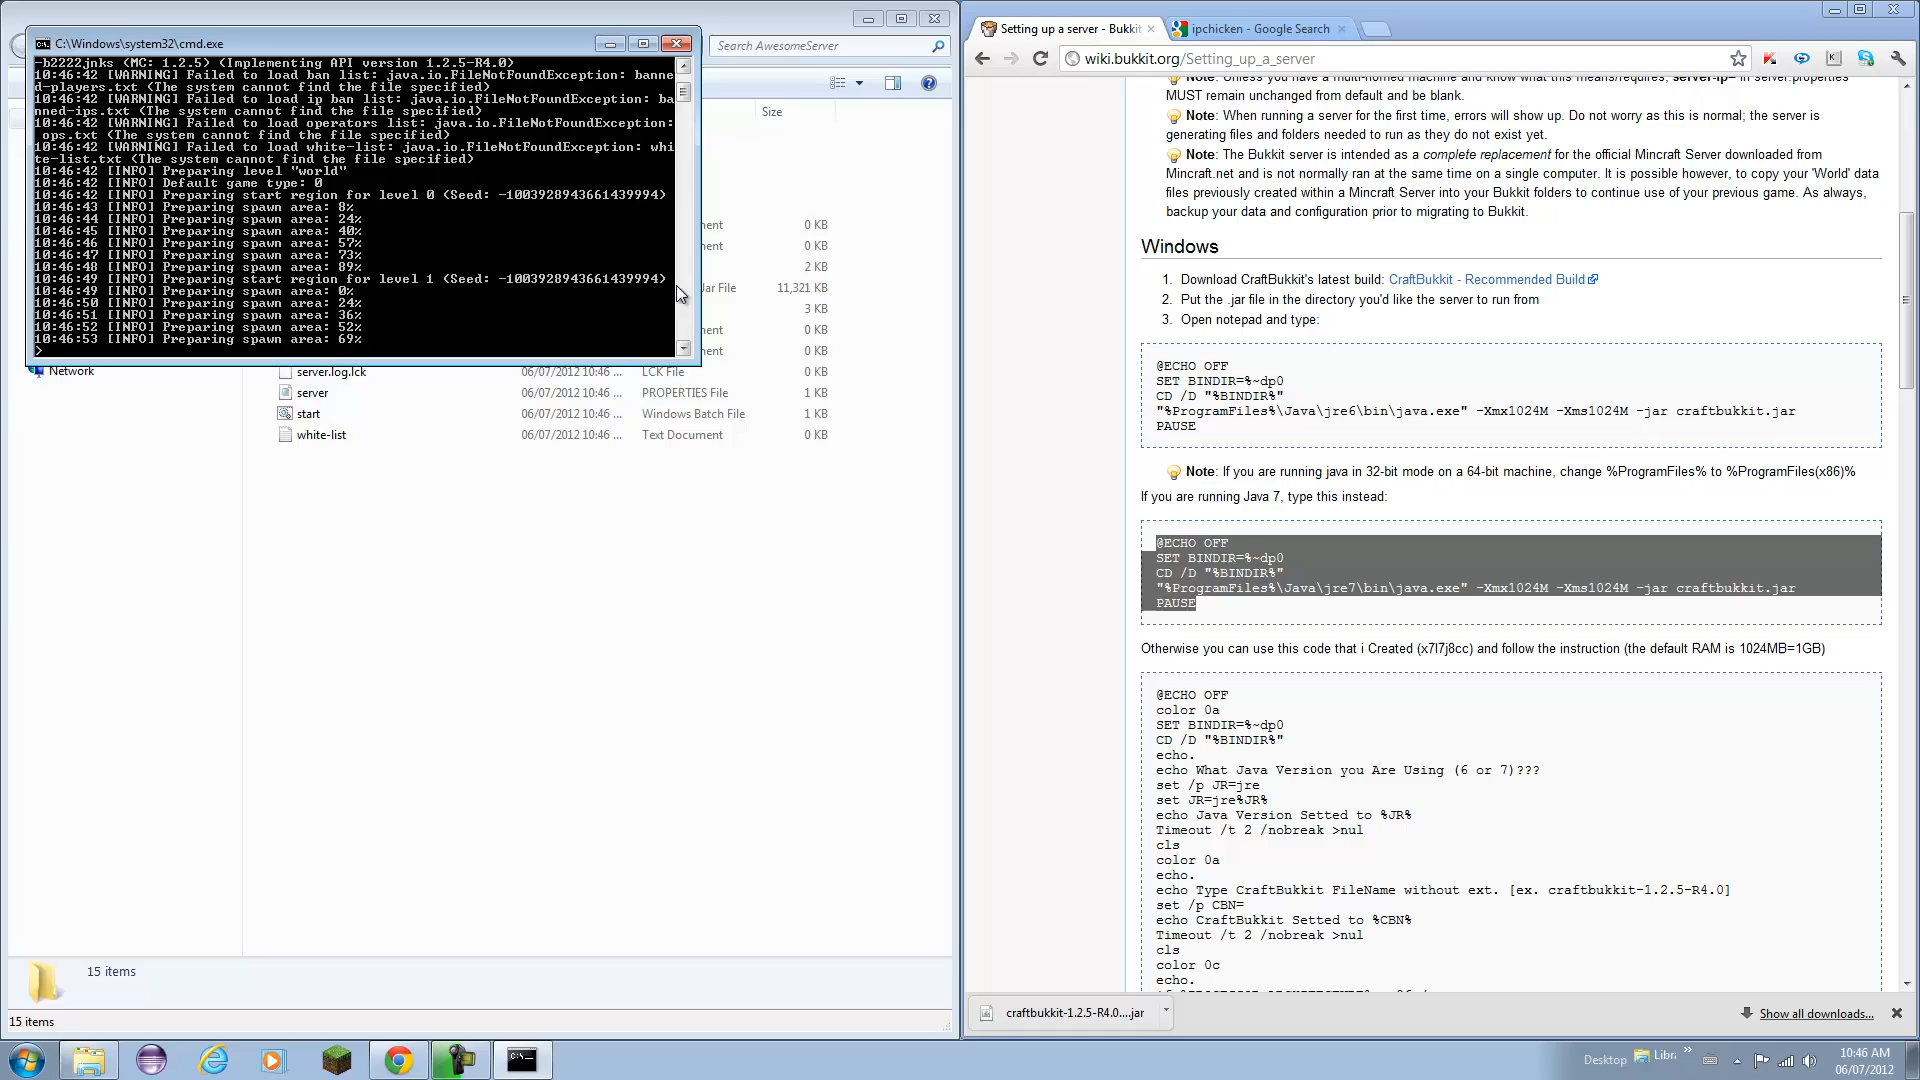 C:\Windows\system32\cmd.exe
-b2222jnks (MC: 1.2.5) (Implementing API version 1.2.5-R4.0)
10:46:42 [WARNING] Failed to load ban list: java.io.FileNotFoundException: banne
d-players.txt (The system cannot find the file specified)
10:46:42 [WARNING] Failed to load ip ban list: java.io.FileNotFoundException: ba
nned-ips.txt (The system cannot find the file specified)
10:46:42 [WARNING] Failed to load operators list: java.io.FileNotFoundException:
ops.txt (The system cannot find the file specified)
10:46:42 [WARNING] Failed to load white-list: java.io.FileNotFoundException: whi
te-list.txt (The system cannot find the file specified)
10:46:42 [INFO] Preparing level "world"
10:46:42 [INFO] Default game type: 0
10:46:42 [INFO] Preparing start region for level 0 (Seed: -1003928943661439994)
10:46:43 [INFO] Preparing spawn area: 8%
10:46:44 [INFO] Preparing spawn area: 24%
10:46:45 [INFO] Preparing spawn area: 40%
10:46:46 [INFO] Preparing spawn area: 57%
10:46:47 [INFO] Preparing spawn area: 73%
10:46:48 [INFO] Preparing spawn area: 89%
10:46:49 [INFO] Preparing start region for level 1 (Seed: -1003928943661439994)
10:46:49 [INFO] Preparing spawn area: 0%
10:46:50 [INFO] Preparing spawn area: 24%
10:46:51 [INFO] Preparing spawn area: 36%
10:46:52 [INFO] Preparing spawn area: 52%
10:46:53 [INFO] Preparing spawn area: 69%
>
Search AwesomeServer
Size
ment 0 KB
ment 0 KB
2 KB
Jar File 11,321 KB
3 KB
ment 0 KB
ment 0 KB
Network
server.log.lck 06/07/2012 10:46 ... LCK File 0 KB
server 06/07/2012 10:46 ... PROPERTIES File 1 KB
start 06/07/2012 10:46 ... Windows Batch File 1 KB
white-list 06/07/2012 10:46 ... Text Document 0 KB
15 items
15 items
Setting up a server - Bukkit
ipchicken - Google Search
wiki.bukkit.org/Setting_up_a_server
Note: Unless you have a multi-homed machine and know what this means/requires, server-ip= in server.properties
MUST remain unchanged from default and be blank.
Note: When running a server for the first time, errors will show up. Do not worry as this is normal; the server is
generating files and folders needed to run as they do not exist yet.
Note: The Bukkit server is intended as a complete replacement for the official Mincraft Server downloaded from
Mincraft.net and is not normally ran at the same time on a single computer. It is possible however, to copy your 'World' data
files previously created within a Mincraft Server into your Bukkit folders to continue use of your previous game. As always,
backup your data and configuration prior to migrating to Bukkit.
Windows
1. Download CraftBukkit's latest build: CraftBukkit - Recommended Build
2. Put the .jar file in the directory you'd like the server to run from
3. Open notepad and type:
@ECHO OFF
SET BINDIR=%~dp0
CD /D "%BINDIR%"
"%ProgramFiles%\Java\jre6\bin\java.exe" -Xmx1024M -Xms1024M -jar craftbukkit.jar
PAUSE
Note: If you are running java in 32-bit mode on a 64-bit machine, change %ProgramFiles% to %ProgramFiles(x86)%
If you are running Java 7, type this instead:
@ECHO OFF
SET BINDIR=%~dp0
CD /D "%BINDIR%"
"%ProgramFiles%\Java\jre7\bin\java.exe" -Xmx1024M -Xms1024M -jar craftbukkit.jar
PAUSE
Otherwise you can use this code that i Created (x7l7j8cc) and follow the instruction (the default RAM is 1024MB=1GB)
@ECHO OFF
color 0a
SET BINDIR=%~dp0
CD /D "%BINDIR%"
echo.
echo What Java Version you Are Using (6 or 7)???
set /p JR=jre
set JR=jre%JR%
echo Java Version Setted to %JR%
Timeout /t 2 /nobreak >nul
cls
color 0a
echo.
echo Type CraftBukkit FileName without ext. [ex. craftbukkit-1.2.5-R4.0]
set /p CBN=
echo CraftBukkit Setted to %CBN%
Timeout /t 2 /nobreak >nul
cls
color 0c
echo.
craftbukkit-1.2.5-R4.0....jar
Show all downloads...
Desktop
Libr
10:46 AM
06/07/2012